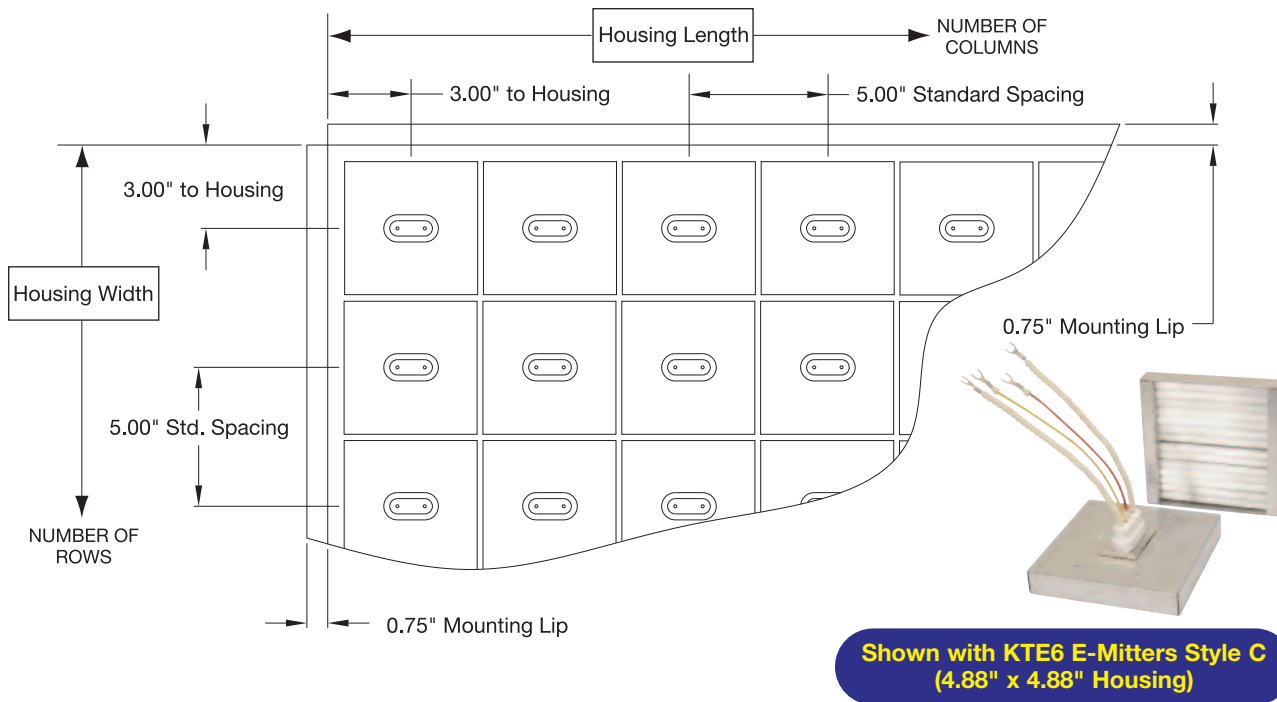 Housing Length
NUMBER OF
COLUMNS
3.00" to Housing
5.00" Standard Spacing
3.00" to Housing
Housing Width
0.75" Mounting Lip
5.00" Std. Spacing
NUMBER OF
ROWS
0.75" Mounting Lip
Shown with KTE6 E-Mitters Style C
(4.88" x 4.88" Housing)